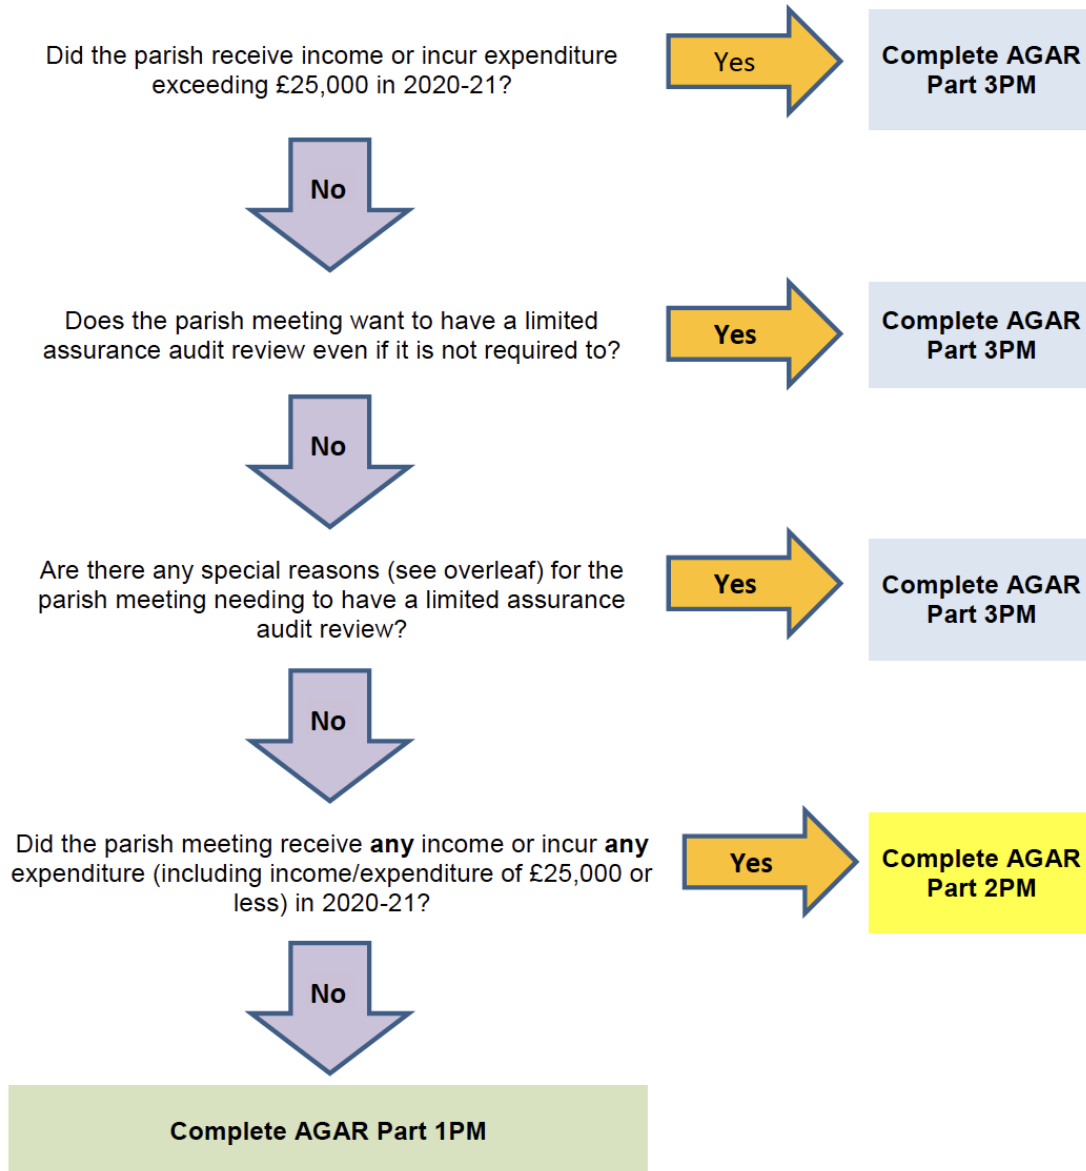 Did the parish receive income or incur expenditure
exceeding £25,000 in 2020-21?
Yes
Complete AGAR
Part 3PM
No
Does the parish meeting want to have a limited
assurance audit review even if it is not required to?
Yes
Complete AGAR
Part 3PM
No
Are there any special reasons (see overleaf) for the
parish meeting needing to have a limited assurance
audit review?
Yes
Complete AGAR
Part 3PM
No
Did the parish meeting receive any income or incur any
expenditure (including income/expenditure of £25,000 or
less) in 2020-21?
Yes
Complete AGAR
Part 2PM
No
Complete AGAR Part 1PM